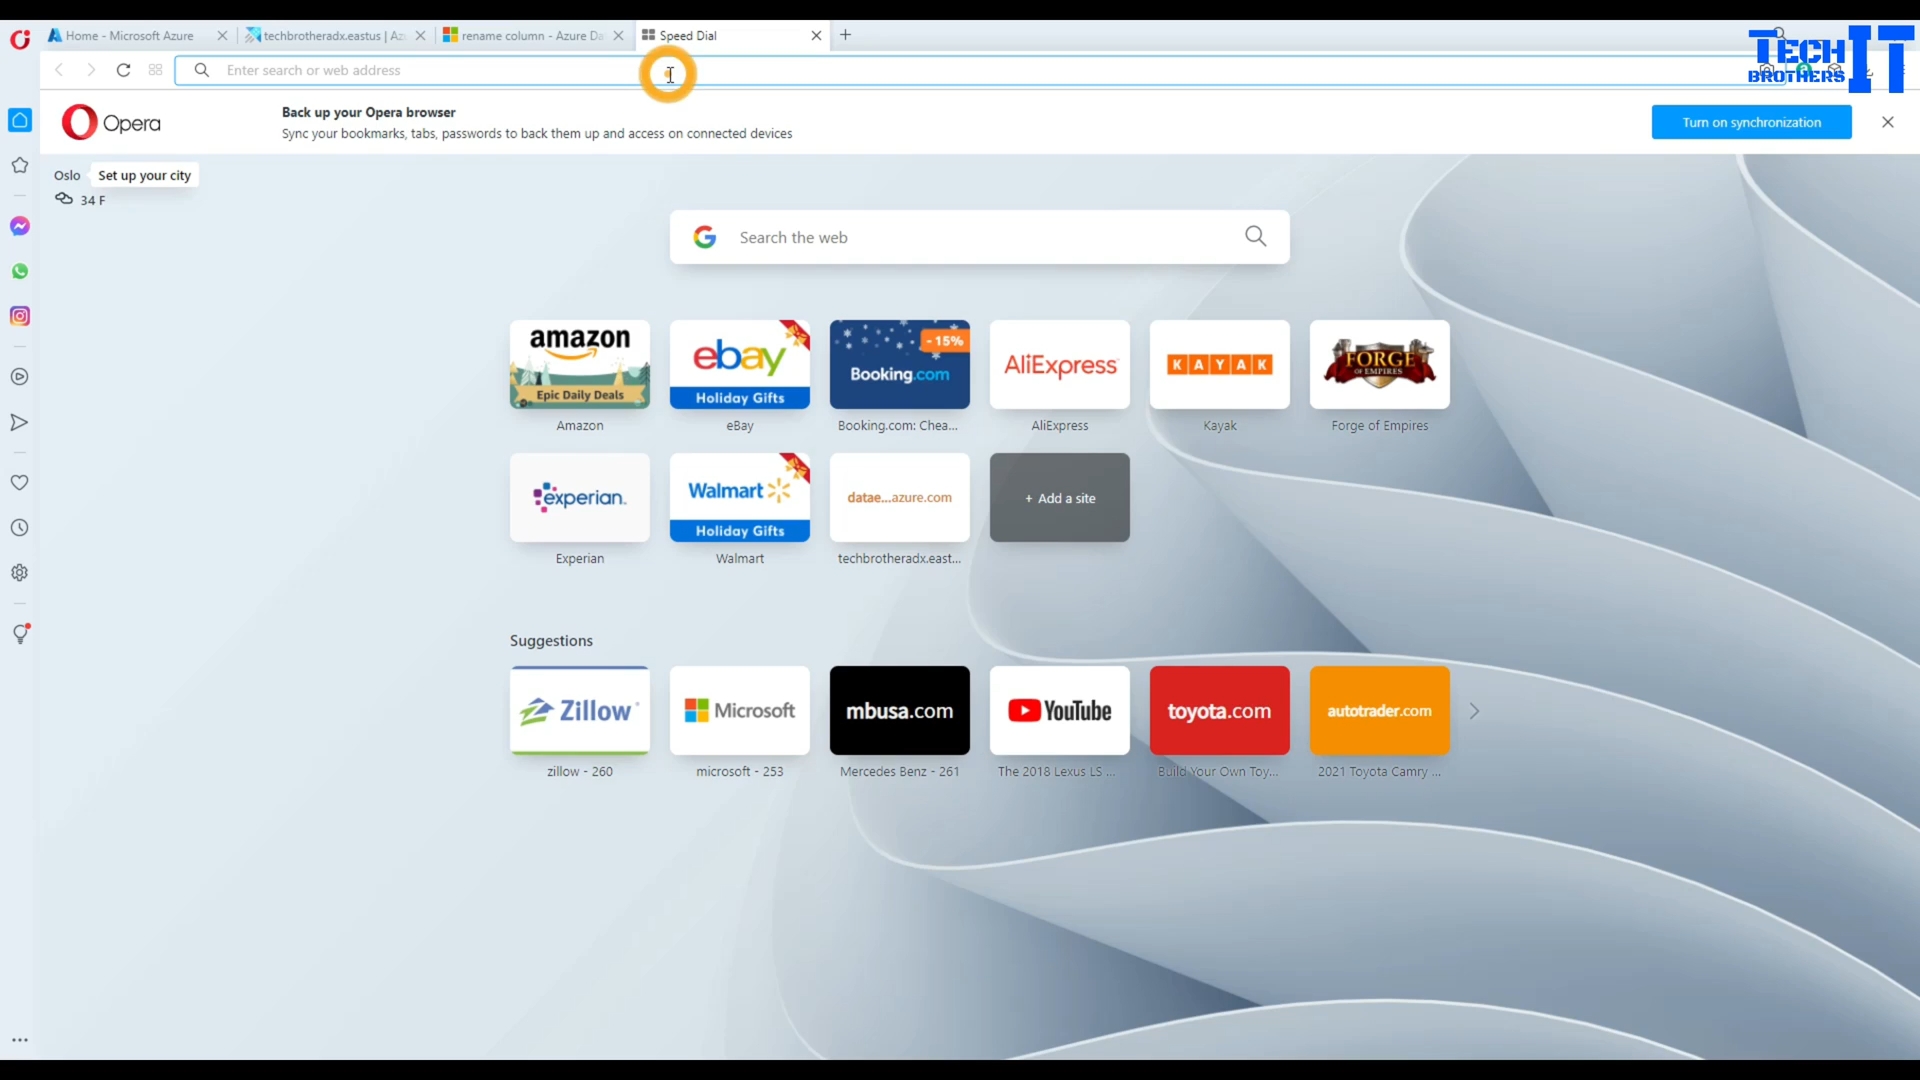 Home - Microsoft Azure
techbrotheradx.eastus | Az
rename column - Azure Da
Speed Dial
TECH IT
BROTHERS
Enter search or web address
Opera
Back up your Opera browser
Sync your bookmarks, tabs, passwords to back them up and access on connected devices
Turn on synchronization
Oslo
Set up your city
34 F
Search the web
amazon
Epic Daily Deals
ebay
Holiday Gifts
-15%
Booking.com
AliExpress
KAYAK
FORGE
OF EMPIRES
Amazon
eBay
Booking.com: Chea...
AliExpress
Kayak
Forge of Empires
experian.
Walmart
Holiday Gifts
datae...azure.com
+ Add a site
Experian
Walmart
techbrotheradx.east...
Suggestions
Zillow
Microsoft
mbusa.com
YouTube
toyota.com
autotrader.com
zillow - 260
microsoft - 253
Mercedes Benz - 261
The 2018 Lexus LS ...
Build Your Own Toy...
2021 Toyota Camry ...